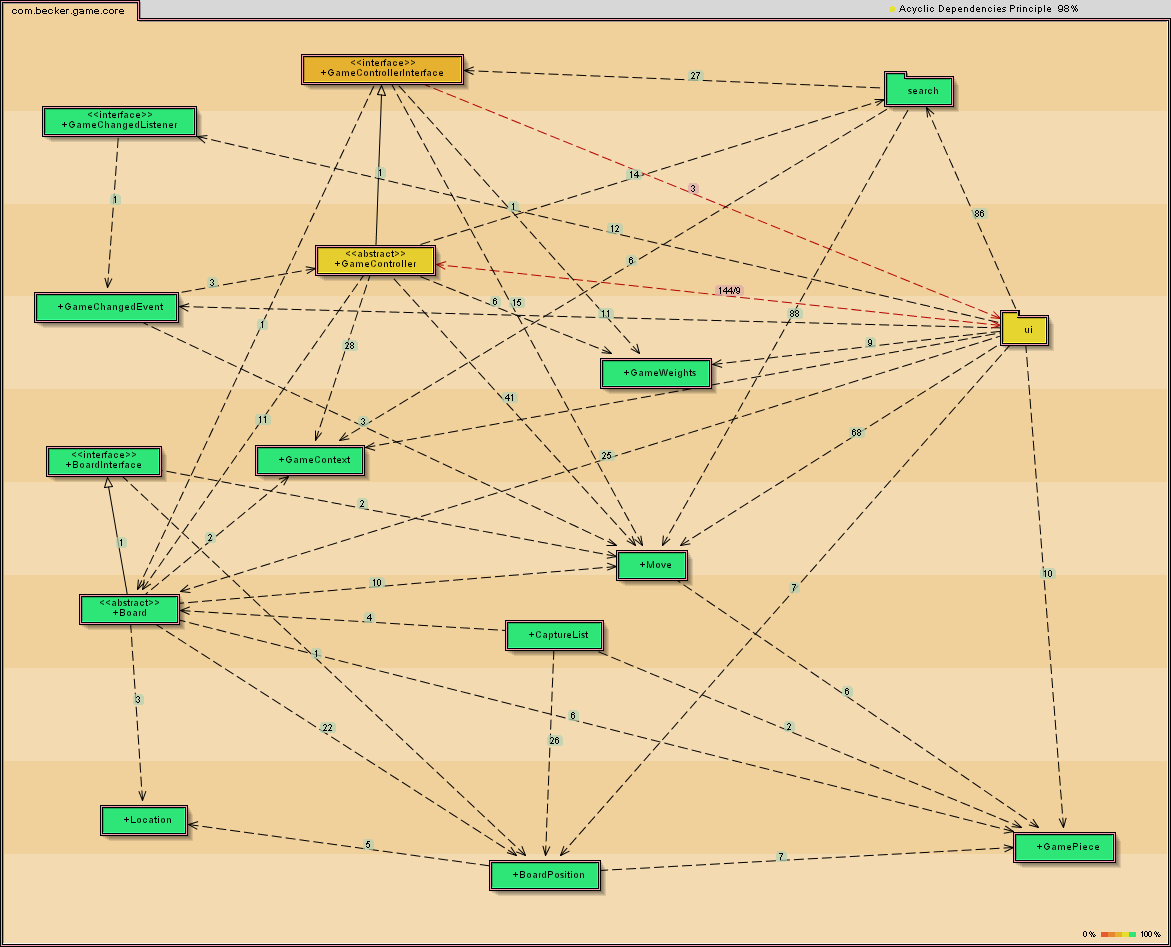 com.becker.game.core
Acyclic Dependencies Principle 98%
<<interface>>
+GameControllerInterface
27
search
<<interface>>
+GameChangedListener
1
14
3
1
1
86
12
<<abstract>>
+GameController
6
3
144/9
+GameChangedEvent
6
15
11
88
ui
1
28
9
+GameWeights
41
11
3
68
<<interface>>
+BoardInterface
+GameContext
25
2
2
1
+Move
10
10
7
<<abstract>>
+Board
4
+CaptureList
1
6
3
6
22
2
26
+Location
5
7
+GamePiece
+BoardPosition
0% 100%